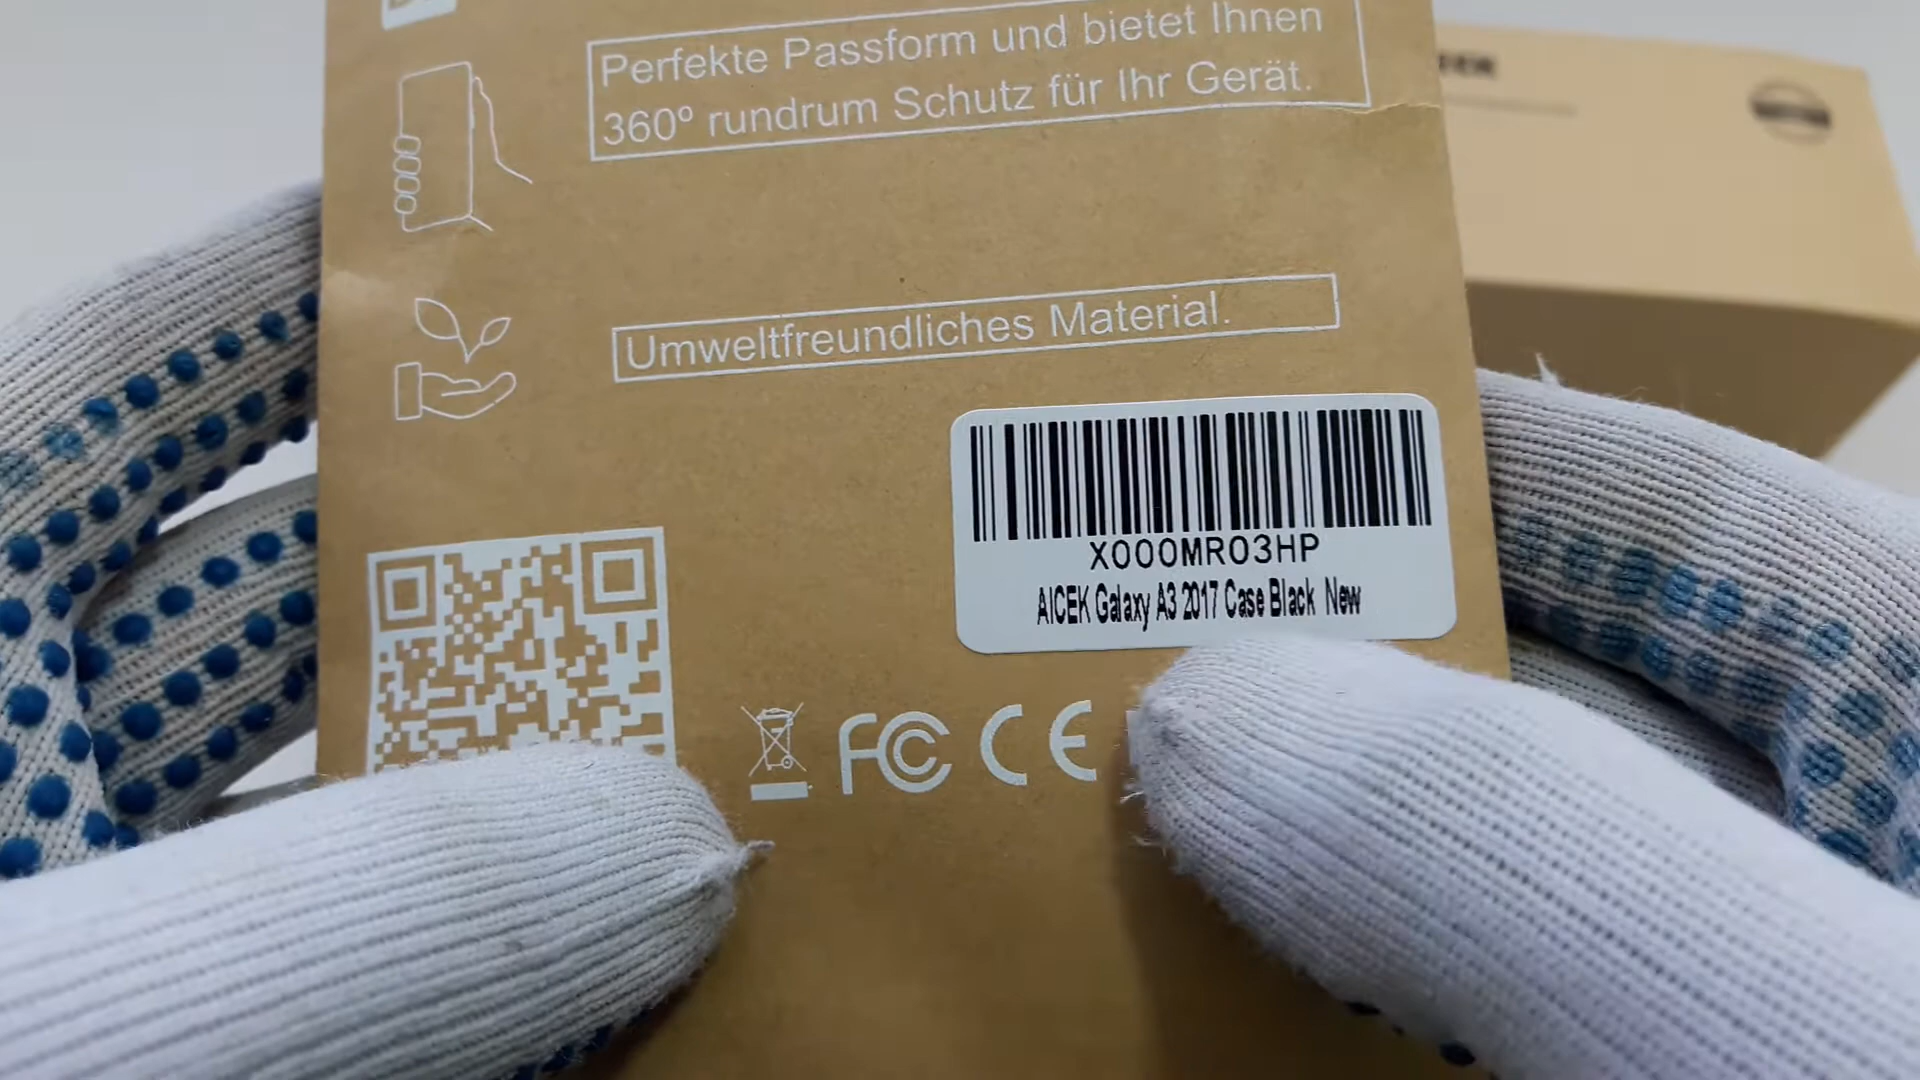 Perfekte Passform und bietet Ihnen
360º rundrum Schutz für Ihr Gerät.
Umweltfreundliches Material.
X000MR03HP
AICEK Galaxy A3 2017 Case Black New
FC CE